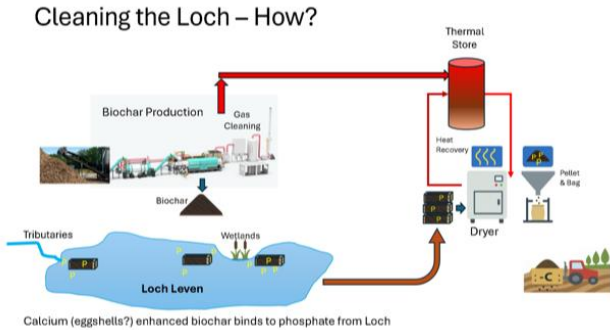 Cleaning the Loch – How?
Thermal
Store
Biochar Production
Gas
Cleaning
Heat
Recovery
P P
P
Pellet
& Bag
Biochar
P
P
P
Dryer
Tributaries
Wetlands
P
P
P
P
P
P
P
P
P P
Loch Leven
C
Calcium (eggshells?) enhanced biochar binds to phosphate from Loch